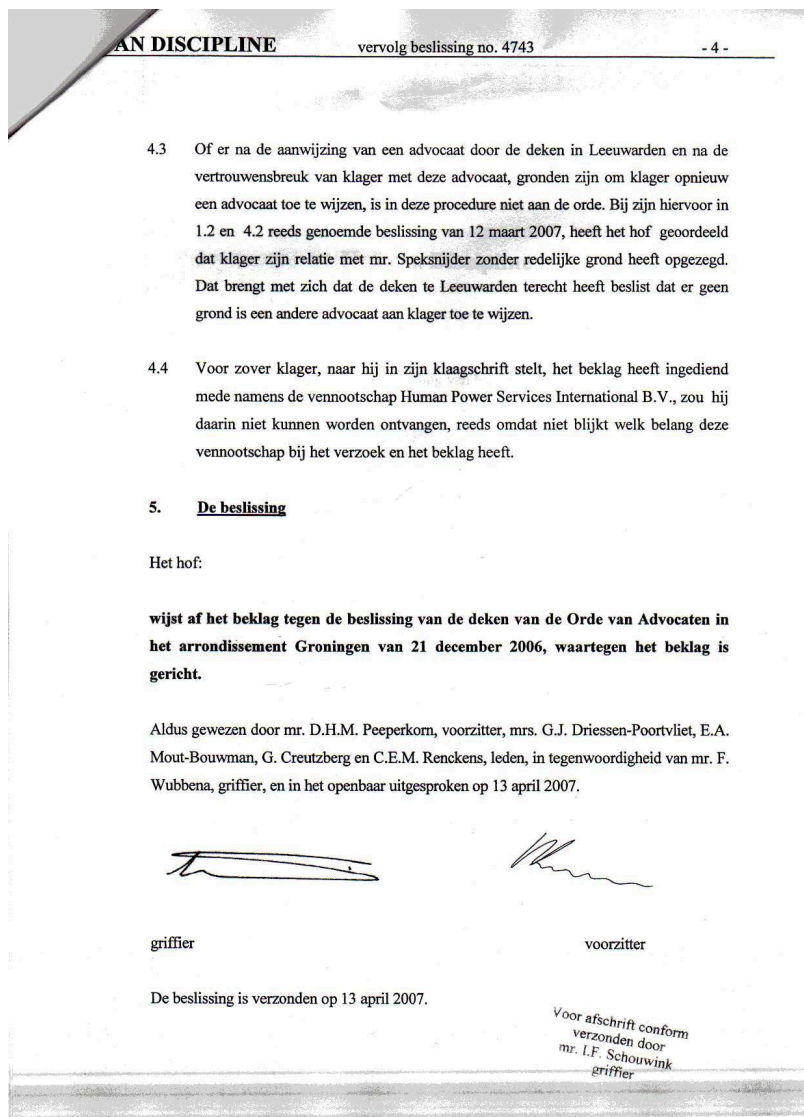 AN DISCIPLINE vervolg beslissing no. 4743 - 4 -
4.3 Of er na de aanwijzing van een advocaat door de deken in Leeuwarden en na de
vertrouwensbreuk van klager met deze advocaat, gronden zijn om klager opnieuw
een advocaat toe te wijzen, is in deze procedure niet aan de orde. Bij zijn hiervoor in
1.2 en 4.2 reeds genoemde beslissing van 12 maart 2007, heeft het hof geoordeeld
dat klager zijn relatie met mr. Speksnijder zonder redelijke grond heeft opgezegd.
Dat brengt met zich dat de deken te Leeuwarden terecht heeft beslist dat er geen
grond is een andere advocaat aan klager toe te wijzen.
4.4 Voor zover klager, naar hij in zijn klaagschrift stelt, het beklag heeft ingediend
mede namens de vennootschap Human Power Services International B.V., zou hij
daarin niet kunnen worden ontvangen, reeds omdat niet blijkt welk belang deze
vennootschap bij het verzoek en het beklag heeft.
5. De beslissing
Het hof:
wijst af het beklag tegen de beslissing van de deken van de Orde van Advocaten in
het arrondissement Groningen van 21 december 2006, waartegen het beklag is
gericht.
Aldus gewezen door mr. D.H.M. Peeperkorn, voorzitter, mrs. G.J. Driessen-Poortvliet, E.A.
Mout-Bouwman, G. Creutzberg en C.E.M. Renckens, leden, in tegenwoordigheid van mr. F.
Wubbena, griffier, en in het openbaar uitgesproken op 13 april 2007.
griffier voorzitter
De beslissing is verzonden op 13 april 2007.
Voor afschrift conform
verzonden door
mr. I.F. Schouwink
griffier